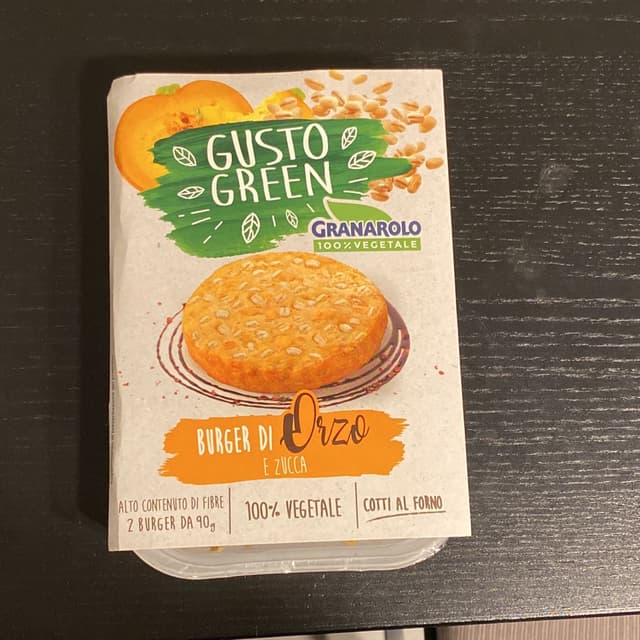 GUSTO
GREEN
GRANAROLO
100% VEGETALE
BURGER DI Orzo
E ZUCCA
ALTO CONTENUTO DI FIBRE
2 BURGER DA 90g
100% VEGETALE
COTTI AL FORNO